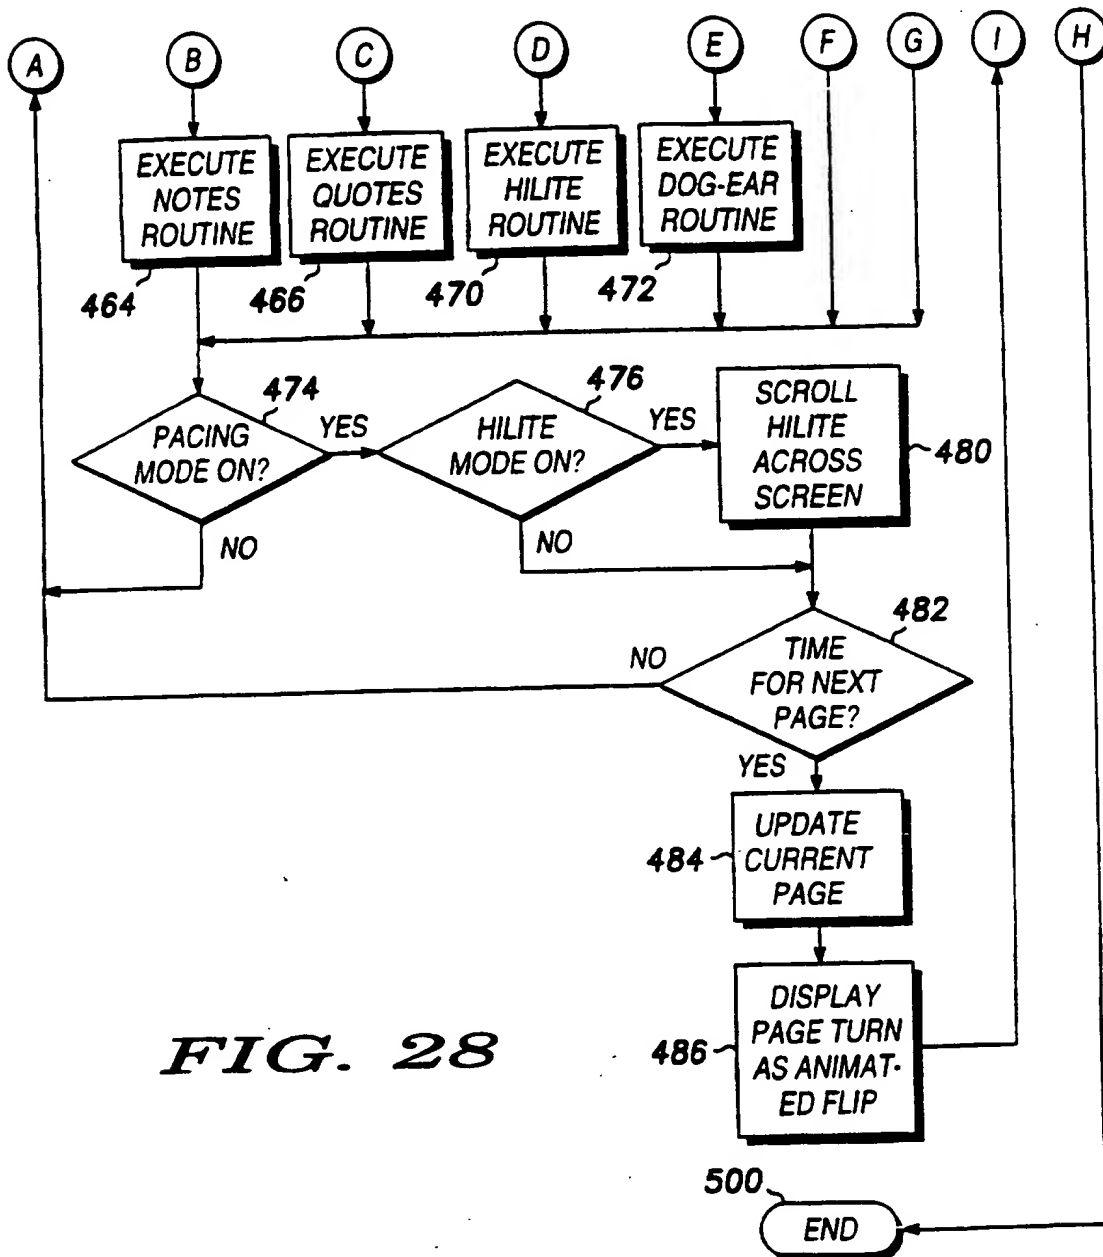 A
B
C
D
E
F
G
I
H
EXECUTE
NOTES
ROUTINE
464
EXECUTE
QUOTES
ROUTINE
466
EXECUTE
HILITE
ROUTINE
470
EXECUTE
DOG-EAR
ROUTINE
472
PACING
MODE ON?
474
YES
NO
HILITE
MODE ON?
476
YES
NO
SCROLL
HILITE
ACROSS
SCREEN
480
TIME
FOR NEXT
PAGE?
482
NO
YES
UPDATE
CURRENT
PAGE
484
DISPLAY
PAGE TURN
AS ANIMAT-
ED FLIP
486
FIG. 28
500
END